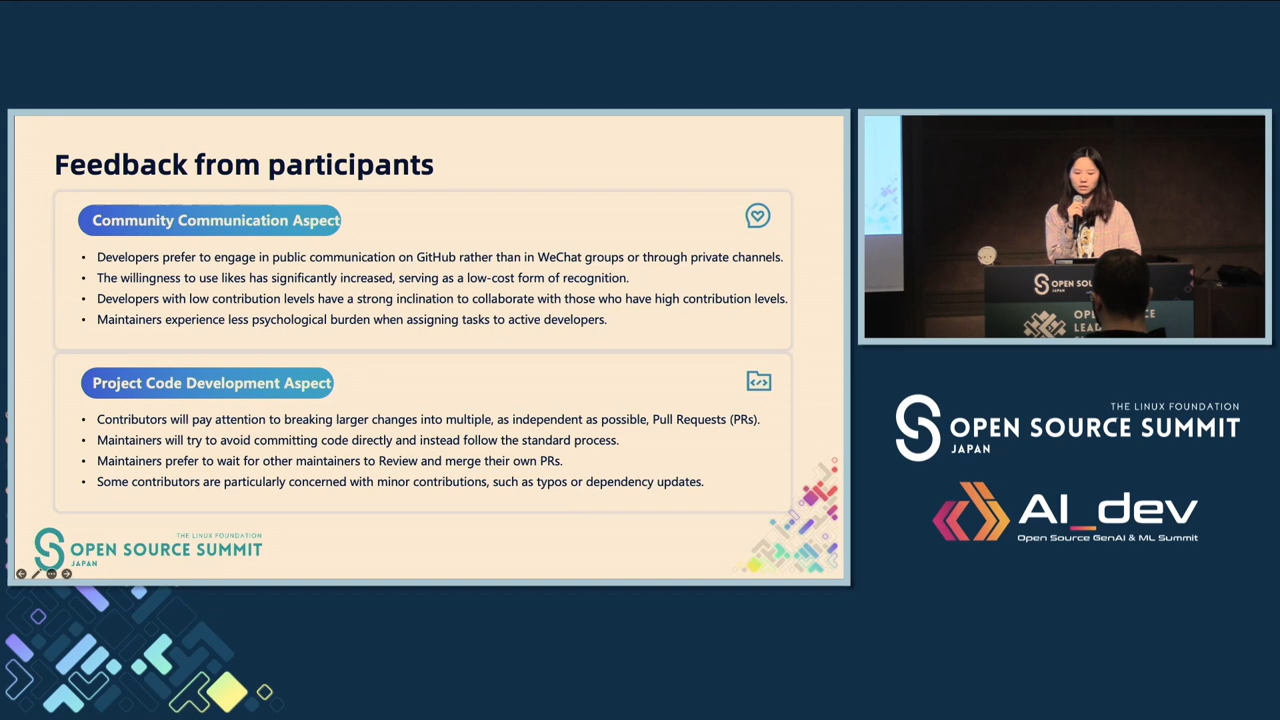 Feedback from participants
Community Communication Aspect
• Developers prefer to engage in public communication on GitHub rather than in WeChat groups or through private channels.
• The willingness to use likes has significantly increased, serving as a low-cost form of recognition.
• Developers with low contribution levels have a strong inclination to collaborate with those who have high contribution levels.
• Maintainers experience less psychological burden when assigning tasks to active developers.
Project Code Development Aspect
• Contributors will pay attention to breaking larger changes into multiple, as independent as possible, Pull Requests (PRs).
• Maintainers will try to avoid committing code directly and instead follow the standard process.
• Maintainers prefer to wait for other maintainers to Review and merge their own PRs.
• Some contributors are particularly concerned with minor contributions, such as typos or dependency updates.
THE LINUX FOUNDATION
OPEN SOURCE SUMMIT
JAPAN
OPEN SOU
JAPAN
THE LINUX FOUNDATION
OPEN SOURCE SUMMIT
JAPAN
AI_dev
Open Source GenAI & ML Summit